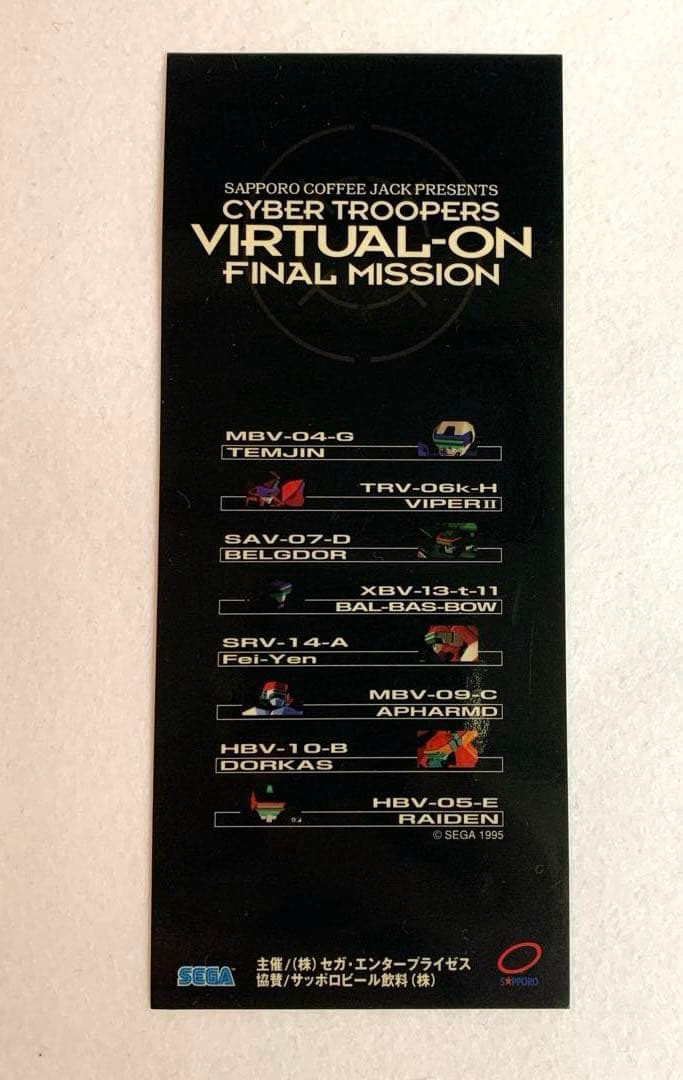 SAPPORO COFFEE JACK PRESENTS
CYBER TROOPERS
VIRTUAL-ON
FINAL MISSION
MBV-04-G
TEMJIN
TRV-06k-H
VIPERII
SAV-07-D
BELGDOR
XBV-13-t-11
BAL-BAS-BOW
SRV-14-A
Fei-Yen
MBV-09-C
APHARMD
HBV-10-B
DORKAS
HBV-05-E
RAIDEN
© SEGA 1995
SEGA
主催/(株)セガ・エンタープライゼス
協賛/サッポロビール飲料(株)
S★PPORO